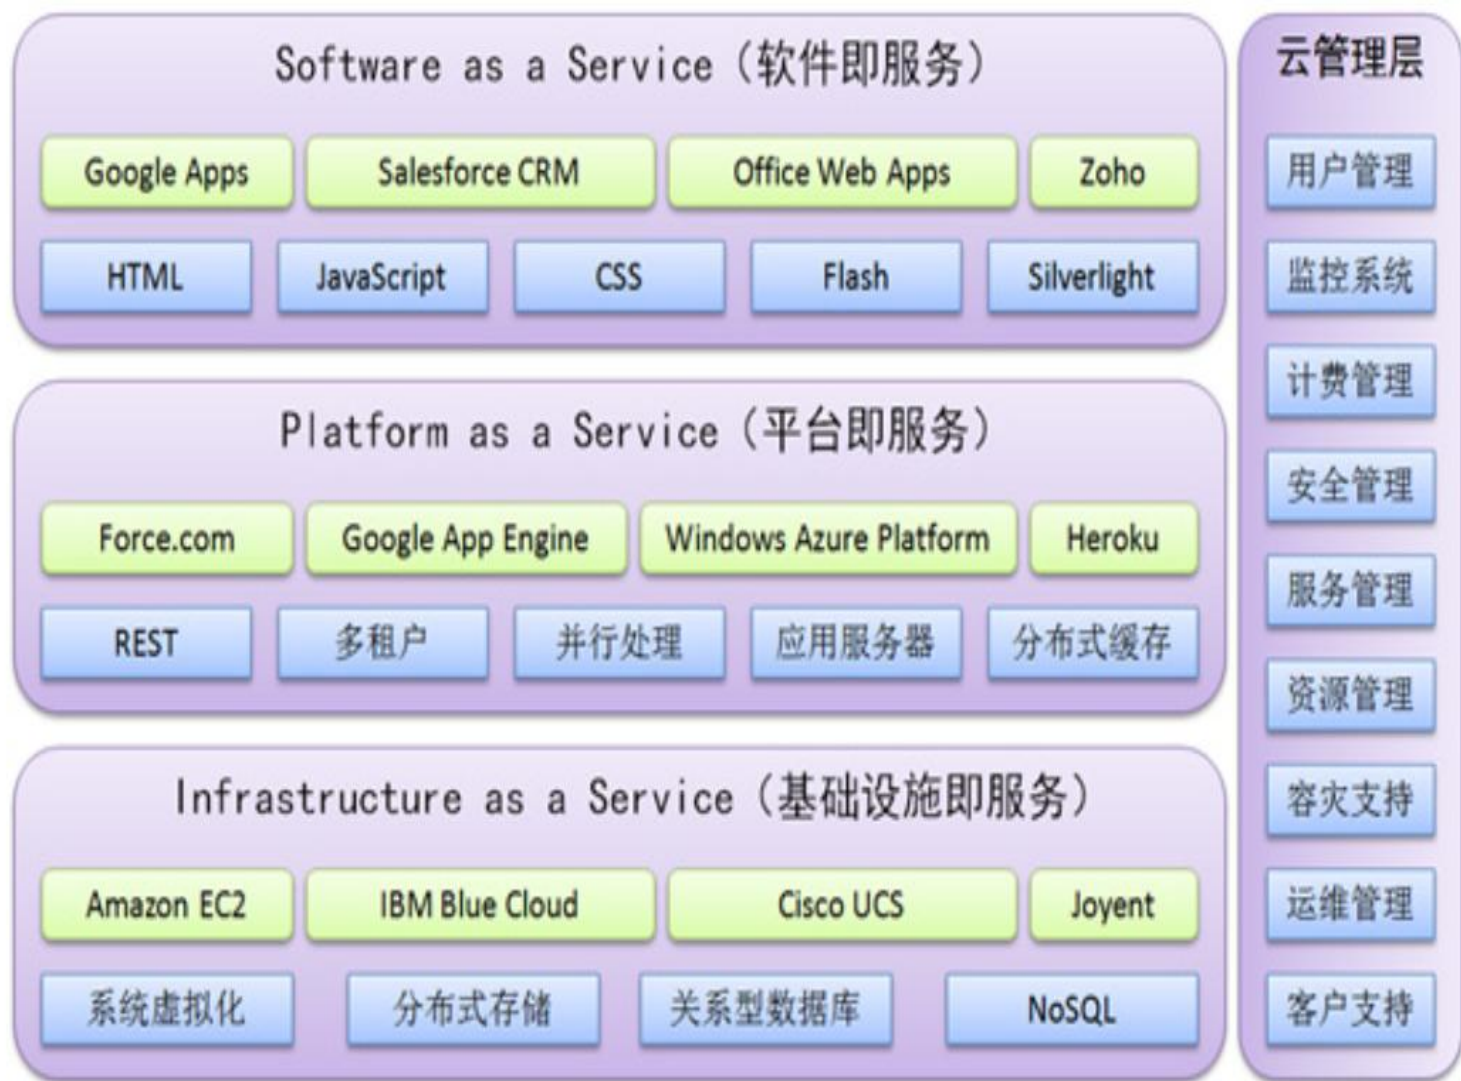 Software as a Service（软件即服务）
Google Apps
Salesforce CRM
Office Web Apps
Zoho
HTML
JavaScript
CSS
Flash
Silverlight
Platform as a Service（平台即服务）
Force.com
Google App Engine
Windows Azure Platform
Heroku
REST
多租户
并行处理
应用服务器
分布式缓存
Infrastructure as a Service（基础设施即服务）
Amazon EC2
IBM Blue Cloud
Cisco UCS
Joyent
系统虚拟化
分布式存储
关系型数据库
NoSQL
云管理层
用户管理
监控系统
计费管理
安全管理
服务管理
资源管理
容灾支持
运维管理
客户支持